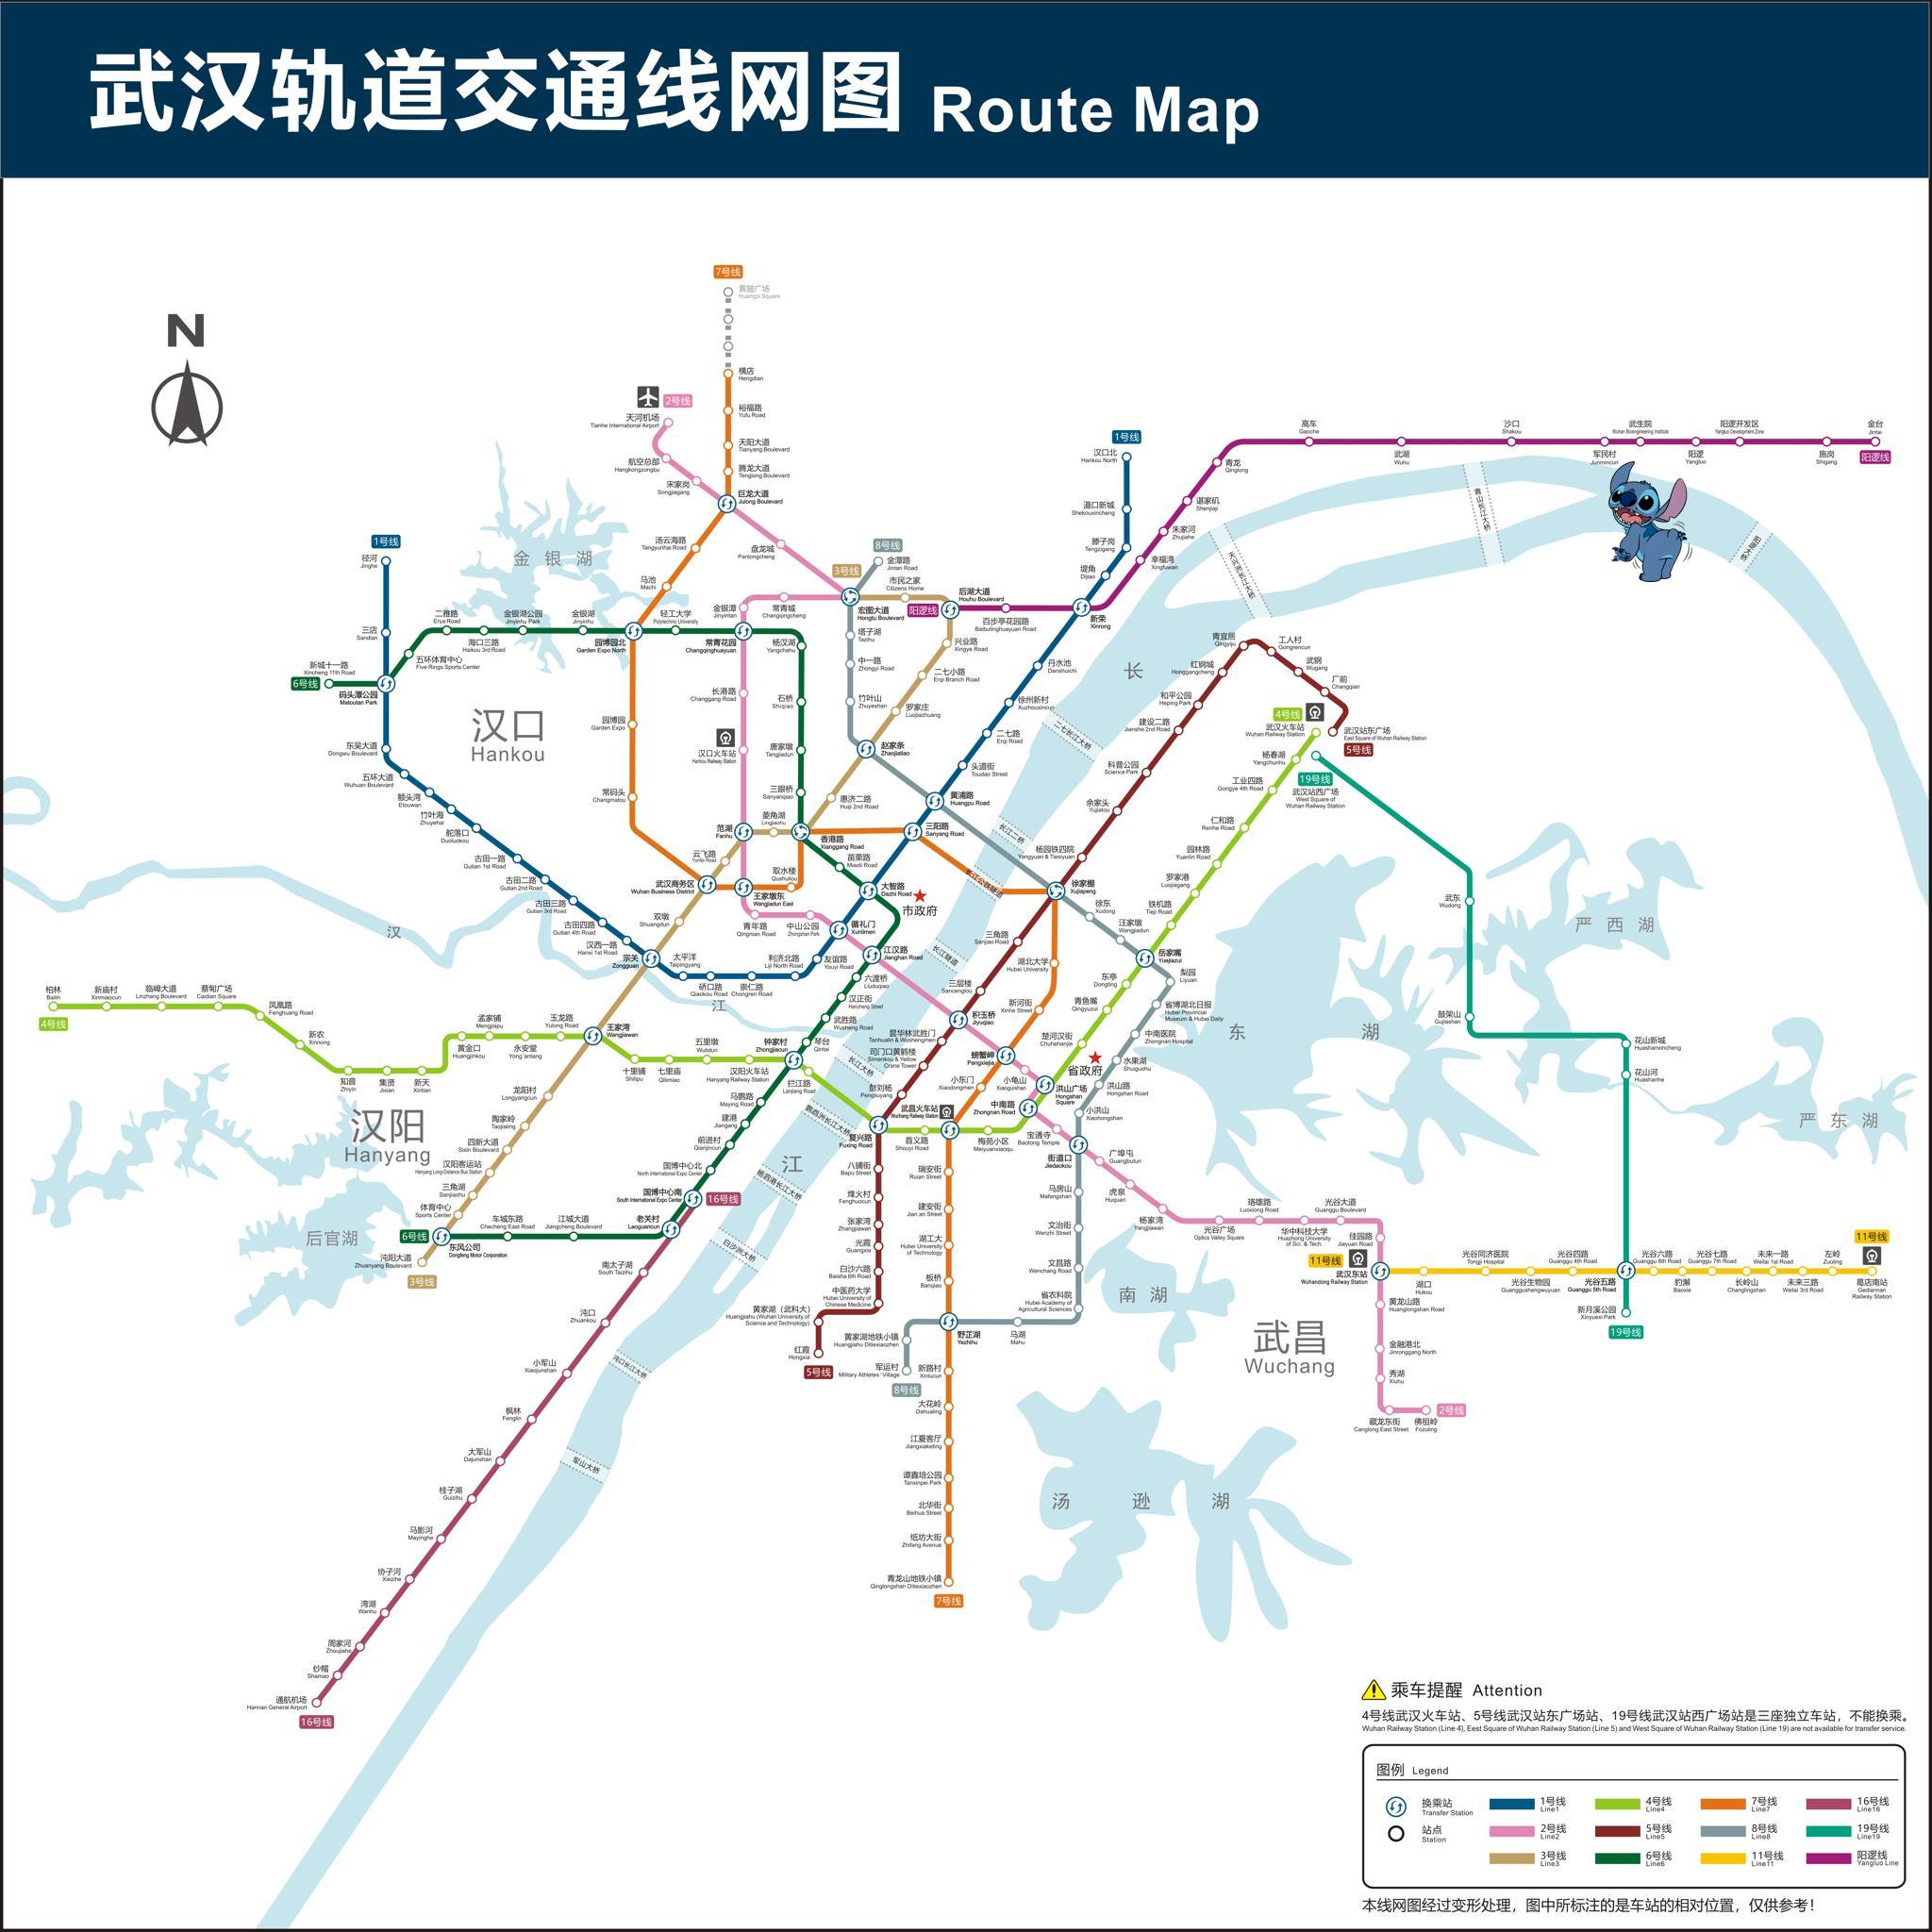 武汉轨道交通线网图 Route Map
N
7号线
黄陂广场
Huangpi Square
横店
Hengdian
裕福路
Yufu Road
天阳大道
Tianyang Boulevard
腾龙大道
Tenglong Boulevard
巨龙大道
Julong Boulevard
2号线
天河机场
Tianhe International Airport
航空总部
Hangkongzongbu
宋家岗
Songjiagang
盘龙城
Panlongcheng
汤云海路
Tangyunhai Road
马池
Machi
金银湖
1号线
径河
Jinghe
三店
Sandian
二雅路
Erya Road
海口三路
Haikou 3rd Road
金银湖公园
Jinyinhu Park
金银湖
Jinyinhu
园博园北
Garden Expo North
轻工大学
Polytechnic University
常青花园
Changqinghuayuan
杨汊湖
Yangchahu
金银潭
Jinyintan
常青城
Changqingcheng
五环体育中心
Five Rings Sports Center
新城十一路
Xincheng 11th Road
6号线
码头潭公园
Matoutan Park
8号线
金潭路
Jintan Road
3号线
市民之家
Citizens Home
宏图大道
Hongtu Boulevard
阳逻线
后湖大道
Houhu Boulevard
百步亭花园路
Baibutinghuayuan Road
新荣
Xinrong
塔子湖
Tazihu
中一路
Zhongyi Road
竹叶山
Zhuyeshan
兴业路
Xingye Road
二七小路
Erqi Branch Road
罗家庄
Luojiazhuang
赵家条
Zhaojiatiao
1号线
汉口北
Hankou North
滠口新城
Shekouxincheng
滕子岗
Tengzigang
堤角
Dijiao
丹水池
Danshuichi
徐州新村
Xuzhouxincun
二七路
Erqi Road
头道街
Toudao Street
黄浦路
Huangpu Road
三阳路
Sanyang Road
幸福湾
Xingfuwan
朱家河
Zhujiahe
谌家矶
Shenjiaji
青龙
Qinglong
高车
Gaoche
武湖
Wuhu
沙口
Shakou
军民村
Junmincun
武生院
Wuhan Bioengineering Institute
阳逻
Yangluo
阳逻开发区
Yangluo Development Zone
施岗
Shigang
金台
Jintai
阳逻线
青山长江大桥
天兴洲长江大桥
二七长江大桥
长江二桥
长江公铁隧道
长江隧道
长江大桥
鹦鹉洲长江大桥
杨泗港长江大桥
白沙洲大桥
沌口长江大桥
军山大桥
长
江
汉口
Hankou
东吴大道
Dongwu Boulevard
五环大道
Wuhuan Boulevard
额头湾
Etouwan
竹叶海
Zhuyehai
舵落口
Duoluokou
古田一路
Gutian 1st Road
古田二路
Gutian 2nd Road
古田三路
Gutian 3rd Road
古田四路
Gutian 4th Road
汉西一路
Hanxi 1st Road
宗关
Zongguan
太平洋
Taipingyang
硚口路
Qiaokou Road
崇仁路
Chongren Road
利济北路
Liji North Road
友谊路
Youyi Road
循礼门
Xunlimen
大智路
Dazhi Road
园博园
Garden Expo
常码头
Changmatou
武汉商务区
Wuhan Business District
长港路
Changgang Road
汉口火车站
Hankou Railway Station
范湖
Fanhu
王家墩东
Wangjiadun East
青年路
Qingnian Road
中山公园
Zhongshan Park
石桥
Shiqiao
唐家墩
Tangjiadun
三眼桥
Sanyanqiao
菱角湖
Lingjiaohu
香港路
Xianggang Road
惠济二路
Huiji 2nd Road
苗栗路
Miaoli Road
取水楼
Qushuilou
云飞路
Yunfei Road
双墩
Shuangdun
市政府
江汉路
Jianghan Road
六渡桥
Liuduqiao
汉正街
Hanzheng Street
武胜路
Wusheng Road
琴台
Qintai
钟家村
Zhongjiacun
拦江路
Lanjiang Road
马鹦路
Maying Road
建港
Jiangang
前进村
Qianjincun
国博中心北
North International Expo Center
国博中心南
South International Expo Center
16号线
老关村
Laoguancun
江城大道
Jiangcheng Boulevard
车城东路
Checheng East Road
东风公司
Dongfeng Motor Corporation
6号线
汉
江
柏林
Bailin
4号线
新庙村
Xinmiaocun
临嶂大道
Linzhang Boulevard
蔡甸广场
Caidian Square
凤凰路
Fenghuang Road
新农
Xinnong
知音
Zhiyin
集贤
Jixian
新天
Xintian
黄金口
Huangjinkou
孟家铺
Mengjiapu
永安堂
Yong'antang
玉龙路
Yulong Road
王家湾
Wangjiawan
十里铺
Shilipu
七里庙
Qilimiao
五里墩
Wulidun
汉阳火车站
Hanyang Railway Station
龙阳村
Longyangcun
陶家岭
Taojialing
四新大道
Sixin Boulevard
汉阳客运站
Hanyang Long-Distance Bus Station
三角湖
Sanjiaohu
体育中心
Sports Center
沌阳大道
Zhuanyang Boulevard
3号线
汉阳
Hanyang
后官湖
南太子湖
South Taizihu
沌口
Zhuankou
小军山
Xiaojunshan
枫林
Fenglin
大军山
Dajunshan
桂子湖
Guizihu
马影河
Mayinghe
协子河
Xiezihe
湾湖
Wanhu
周家河
Zhoujiahe
纱帽
Shamao
通航机场
Hannan General Airport
16号线
青宜居
Qingyiju
工人村
Gongrencun
武钢
Wugang
厂前
Changqian
武汉站东广场
East Square of Wuhan Railway Station
5号线
红钢城
Honggangcheng
和平公园
Heping Park
建设二路
Jianshe 2nd Road
科普公园
Science Park
余家头
Yujiatou
杨园铁四院
Yangyuan & Tiesiyuan
徐家棚
Xujiapeng
4号线
武汉火车站
Wuhan Railway Station
杨春湖
Yangchunhu
工业四路
Gongye 4th Road
仁和路
Renhe Road
园林路
Yuanlin Road
罗家港
Luojiagang
铁机路
Tieji Road
岳家嘴
Yuejiazui
19号线
武汉站西广场
West Square of
Wuhan Railway Station
武东
Wudong
鼓架山
Gujiashan
花山新城
Huashanxincheng
花山河
Huashanhe
严西湖
严东湖
东湖
徐东
Xudong
汪家墩
Wangjiadun
梨园
Liyuan
省博湖北日报
Hubei Provincial
Museum & Hubei Daily
中南医院
Zhongnan Hospital
水果湖
Shuiguohu
洪山路
Hongshan Road
小洪山
Xiaohongshan
街道口
Jiedaokou
东亭
Dongting
青鱼嘴
Qingyuzui
楚河汉街
Chuhehanjie
省政府
洪山广场
Hongshan
Square
中南路
Zhongnan Road
三角路
Sanjiao Road
三层楼
Sancenglou
积玉桥
Jiyuqiao
昙华林武胜门
Tanhualin & Wushengmen
司门口黄鹤楼
Simenkou & Yellow
Crane Tower
彭刘杨
Pengliuyang
复兴路
Fuxing Road
湖北大学
Hubei University
新河街
Xinhe Street
螃蟹岬
Pangxiejia
小龟山
Xiaoguishan
小东门
Xiaodongmen
武昌火车站
Wuchang Railway Station
首义路
Shouyi Road
梅苑小区
Meiyuanxiaoqu
宝通寺
Baotong Temple
广埠屯
Guangbutun
虎泉
Huquan
杨家湾
Yangjiawan
光谷广场
Optics Valley Square
珞雄路
Luoxiong Road
华中科技大学
Huazhong University
of Sci. & Tech.
光谷大道
Guanggu Boulevard
佳园路
Jiayuan Road
11号线
武汉东站
Wuhandong Railway Station
湖口
Hukou
光谷同济医院
Tongji Hospital
光谷生物园
Guanggushengwuyuan
光谷四路
Guanggu 4th Road
光谷五路
Guanggu 5th Road
光谷六路
Guanggu 6th Road
豹澥
Baoxie
光谷七路
Guanggu 7th Road
长岭山
Changlingshan
未来一路
Weilai 1st Road
未来三路
Weilai 3rd Road
左岭
Zuoling
11号线
葛店南站
Gediannan
Railway Station
新月溪公园
Xinyuexi Park
19号线
黄龙山路
Huanglongshan Road
金融港北
Jinronggang North
秀湖
Xiuhu
藏龙东街
Canglong East Street
佛祖岭
Fozuling
2号线
武昌
Wuchang
南湖
汤逊湖
八铺街
Bapu Street
烽火村
Fenghuocun
张家湾
Zhangjiawan
光霞
Guangxia
白沙六路
Baisha 6th Road
中医药大学
Hubei University of
Chinese Medicine
黄家湖（武科大）
Huangjiahu (Wuhan University of
Science and Technology)
红霞
Hongxia
5号线
瑞安街
Ruian Street
建安街
Jian an Street
湖工大
Hubei University
of Technology
板桥
Banqiao
野芷湖
Yezhihu
新路村
Xinlucun
大花岭
Dahualing
江夏客厅
Jiangxiaketing
谭鑫培公园
Tanxinpei Park
北华街
Beihua Street
纸坊大街
Zhifang Avenue
青龙山地铁小镇
Qinglongshan Ditiexiaozhen
7号线
马房山
Mafangshan
文治街
Wenzhi Street
文昌路
Wenchang Road
省农科院
Hubei Academy of
Agricultural Sciences
马湖
Mahu
黄家湖地铁小镇
Huangjiahu Ditiexiaozhen
军运村
Military Athletes' Village
8号线
乘车提醒 Attention
4号线武汉火车站、5号线武汉站东广场站、19号线武汉站西广场站是三座独立车站，不能换乘。
Wuhan Railway Station (Line 4), Eest Square of Wuhan Railway Station (Line 5) and West Square of Wuhan Railway Station (Line 19) are not available for transfer service.
图例 Legend
换乘站
Transfer Station
站点
Station
1号线
Line1
2号线
Line2
3号线
Line3
4号线
Line4
5号线
Line5
6号线
Line6
7号线
Line7
8号线
Line8
11号线
Line11
16号线
Line16
19号线
Line19
阳逻线
Yangluo Line
本线网图经过变形处理，图中所标注的是车站的相对位置，仅供参考！